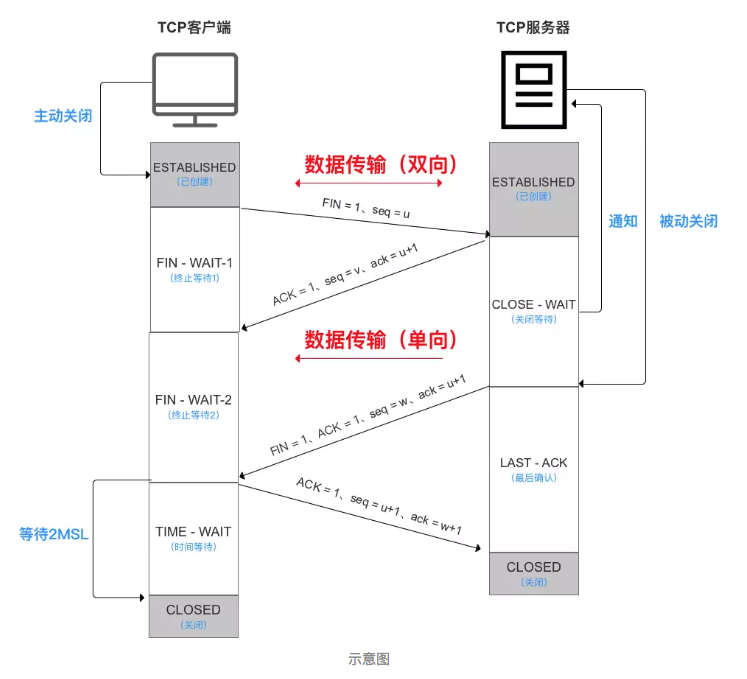 TCP客户端
TCP服务器
主动关闭
ESTABLISHED
（已创建）
数据传输（双向）
ESTABLISHED
（已创建）
FIN = 1、seq = u
通知
被动关闭
FIN - WAIT-1
（终止等待1）
ACK = 1、seq = v、ack = u+1
CLOSE - WAIT
（关闭等待）
数据传输（单向）
FIN - WAIT-2
（终止等待2）
FIN = 1、ACK = 1、seq = w、ack = u+1
LAST - ACK
（最后确认）
ACK = 1、seq = u+1、ack = w+1
等待2MSL
TIME - WAIT
（时间等待）
CLOSED
（关闭）
CLOSED
（关闭）
示意图